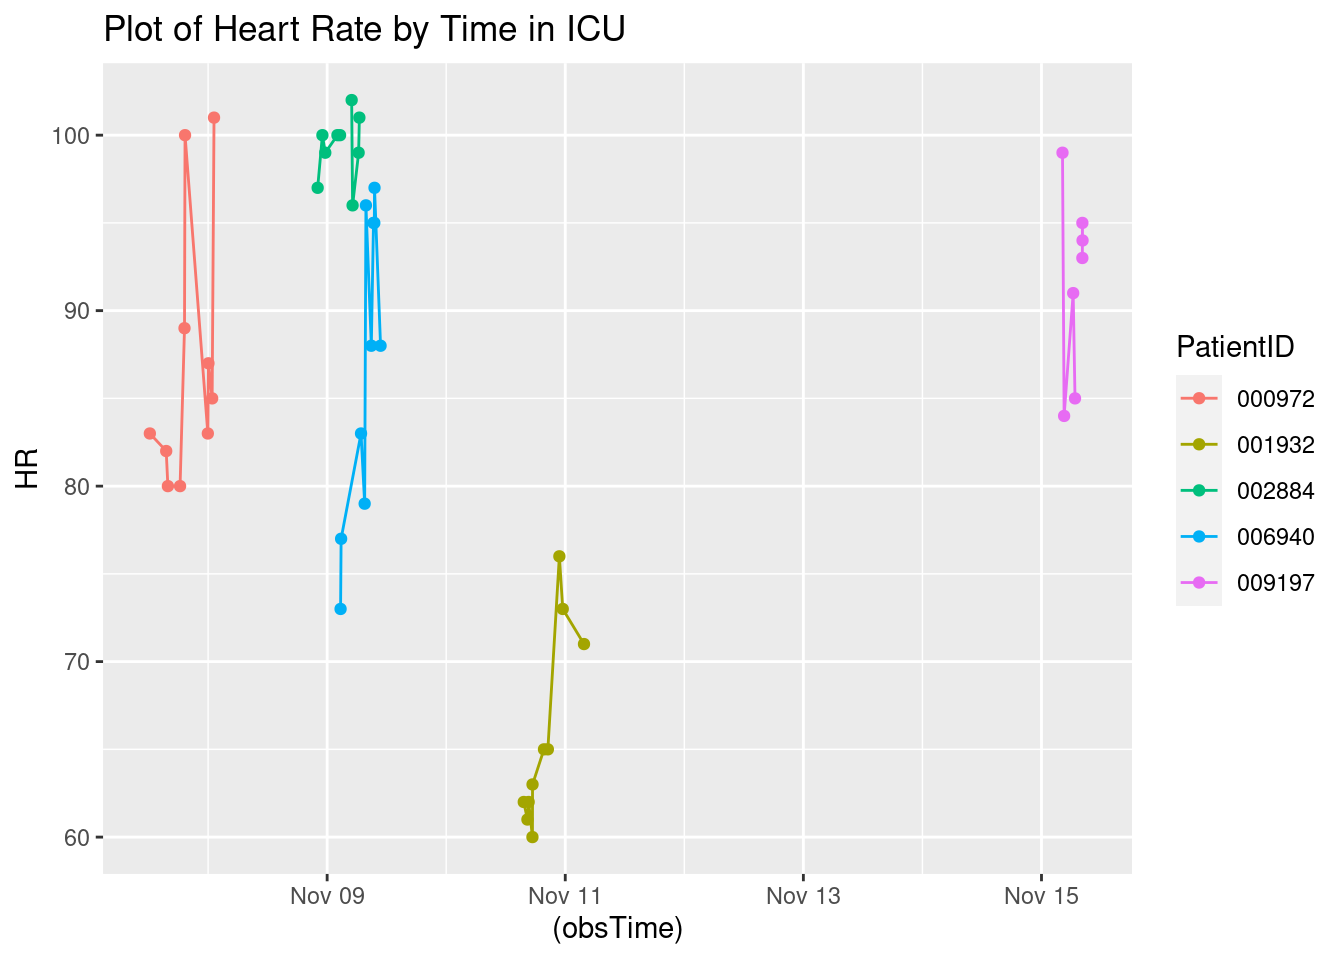 Plot of Heart Rate by Time in ICU
HR
100
90
80
70
60
Nov 09
Nov 11
Nov 13
Nov 15
(obsTime)
PatientID
000972
001932
002884
006940
009197